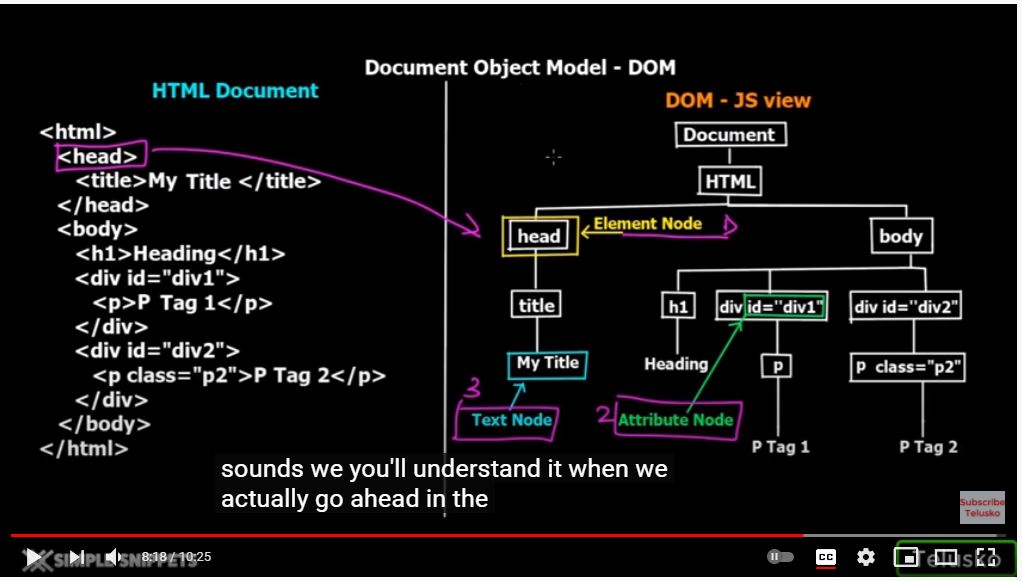 Document Object Model - DOM
HTML Document
<html>
<head>
<title>My Title </title>
</head>
<body>
<h1>Heading</h1>
<div id="div1">
<p>P Tag 1</p>
</div>
<div id="div2">
<p class="p2">P Tag 2</p>
</div>
</body>
</html>
DOM - JS view
Document
HTML
head
Element Node
body
title
h1
div id="div1"
div id="div2"
My Title
Heading
p
p class="p2"
3
Text Node
2
Attribute Node
P Tag 1
P Tag 2
sounds we you'll understand it when we
actually go ahead in the
Subscribe
Telusko
SIMPLE SNIPPETS
8:18 / 10:25
CC
Telusko